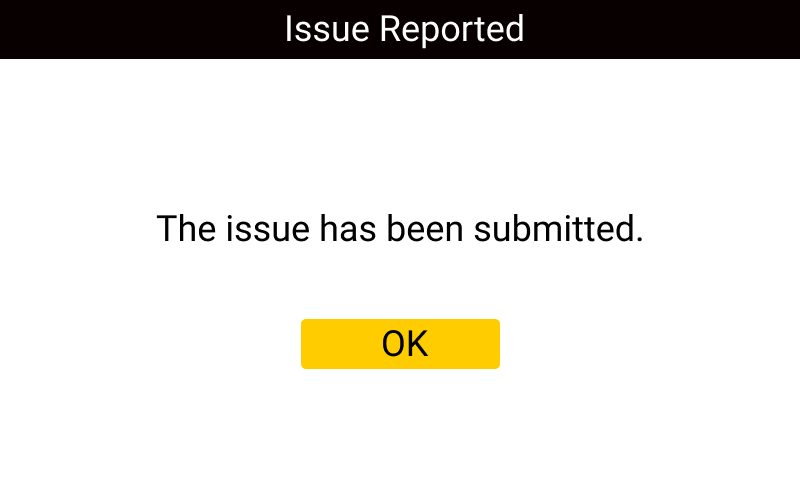 Issue Reported
The issue has been submitted.
OK